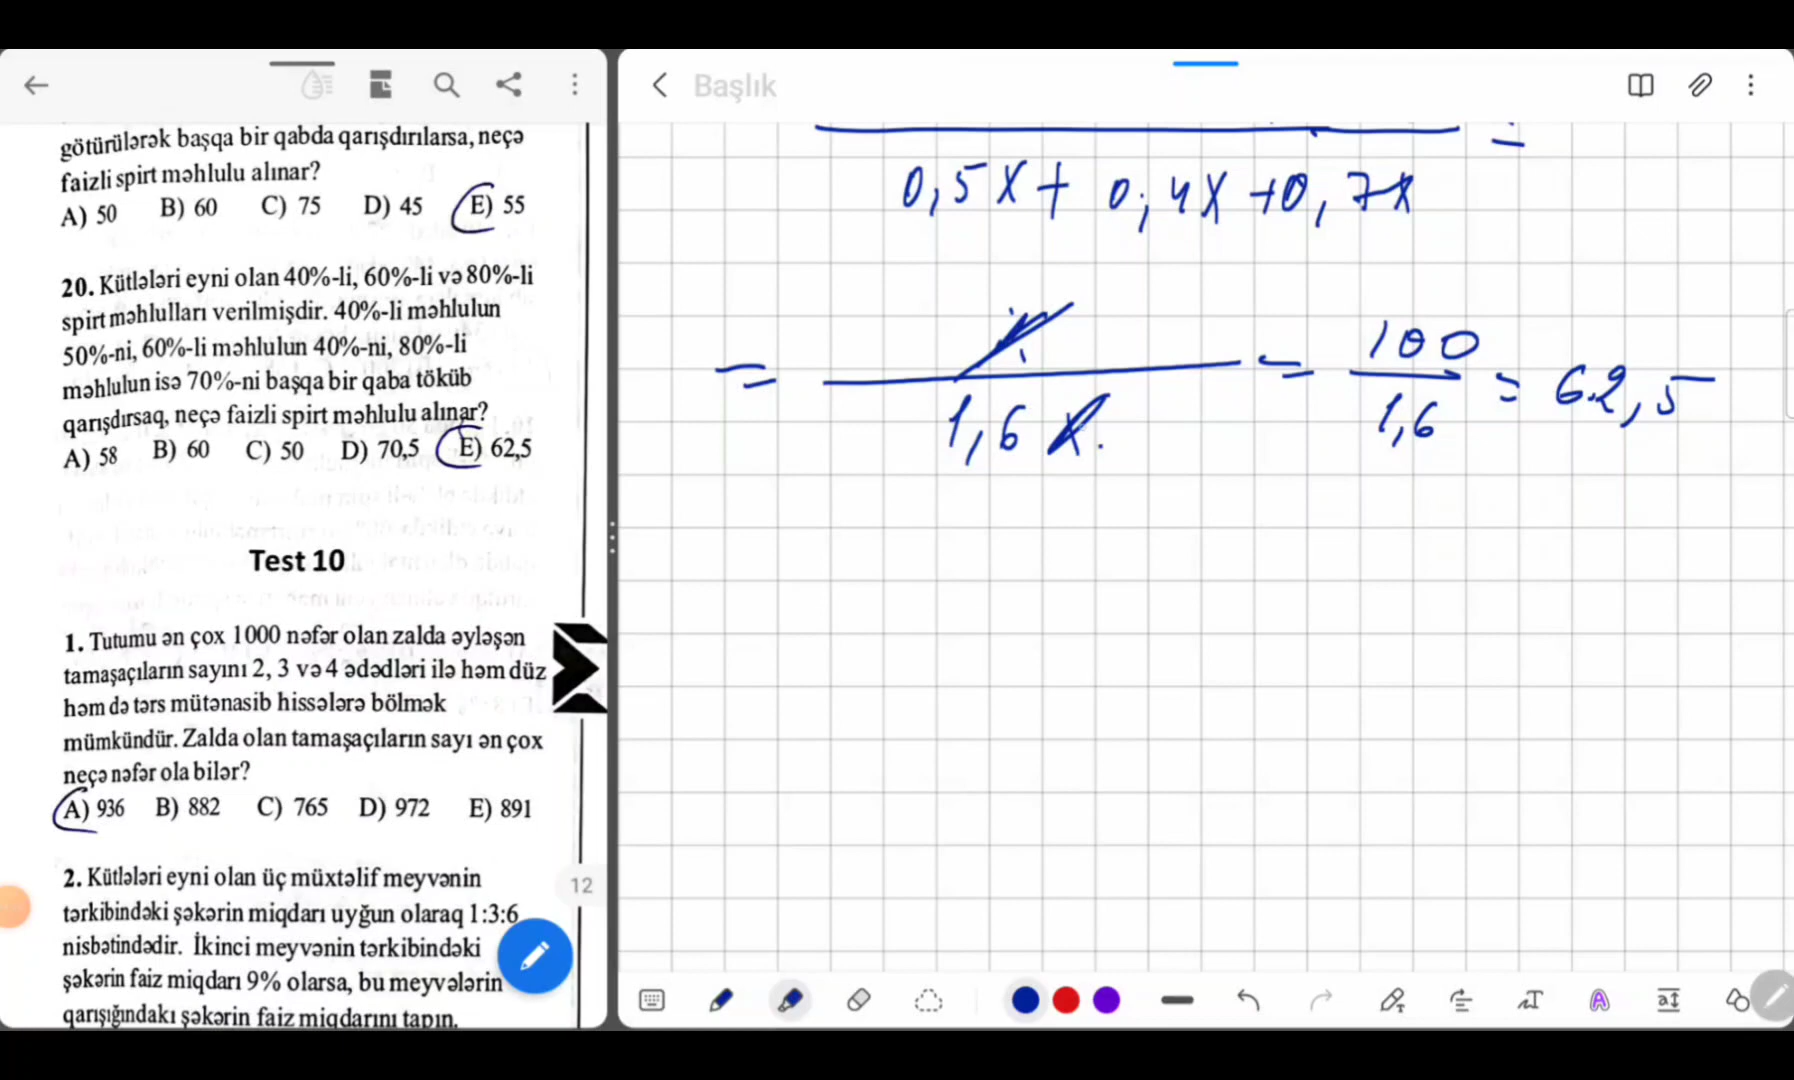 Başlık
götürülərək başqa bir qabda qarışdırılarsa, neçə
faizli spirt məhlulu alınar?
A) 50 B) 60 C) 75 D) 45 E) 55
20. Kütlələri eyni olan 40%-li, 60%-li və 80%-li
spirt məhlulları verilmişdir. 40%-li məhlulun
50%-ni, 60%-li məhlulun 40%-ni, 80%-li
məhlulun isə 70%-ni başqa bir qaba töküb
qarışdırsaq, neçə faizli spirt məhlulu alınar?
A) 58 B) 60 C) 50 D) 70,5 E) 62,5
Test 10
1. Tutumu ən çox 1000 nəfər olan zalda əyləşən
tamaşaçıların sayını 2, 3 və 4 ədədləri ilə həm düz
həm də tərs mütənasib hissələrə bölmək
mümkündür. Zalda olan tamaşaçıların sayı ən çox
neçə nəfər ola bilər?
A) 936 B) 882 C) 765 D) 972 E) 891
2. Kütlələri eyni olan üç müxtəlif meyvənin
tərkibindəki şəkərin miqdarı uyğun olaraq 1:3:6
nisbətindədir. İkinci meyvənin tərkibindəki
şəkərin faiz miqdarı 9% olarsa, bu meyvələrin
qarışığındakı şəkərin faiz miqdarını tapın.
12
=
0,5x + 0,4x + 0,7x
= 1,6 x = 100 / 1,6 = 62,5